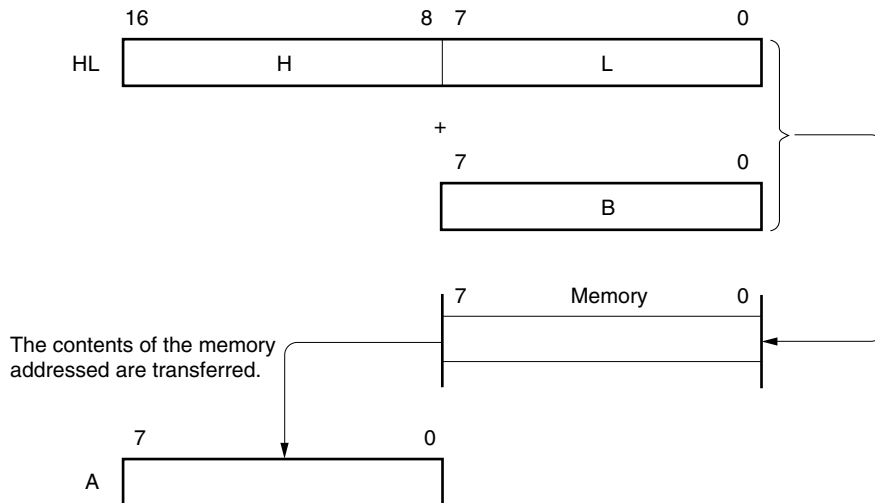 16 8 7 0
HL H L
+
7 0
B
7 Memory 0
The contents of the memory
addressed are transferred.
7 0
A